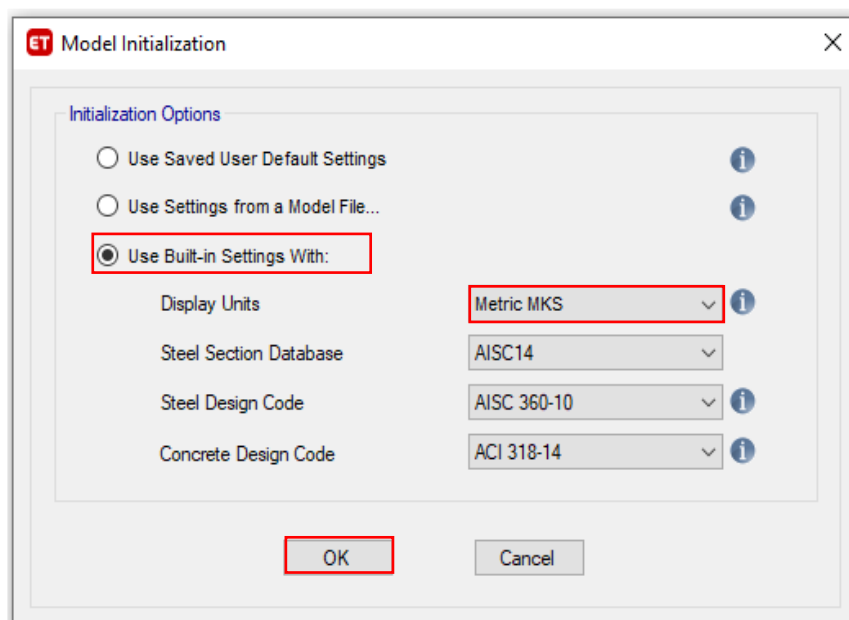 ET Model Initialization
Initialization Options
Use Saved User Default Settings
Use Settings from a Model File...
Use Built-in Settings With:
Display Units Metric MKS
Steel Section Database AISC14
Steel Design Code AISC 360-10
Concrete Design Code ACI 318-14
OK Cancel